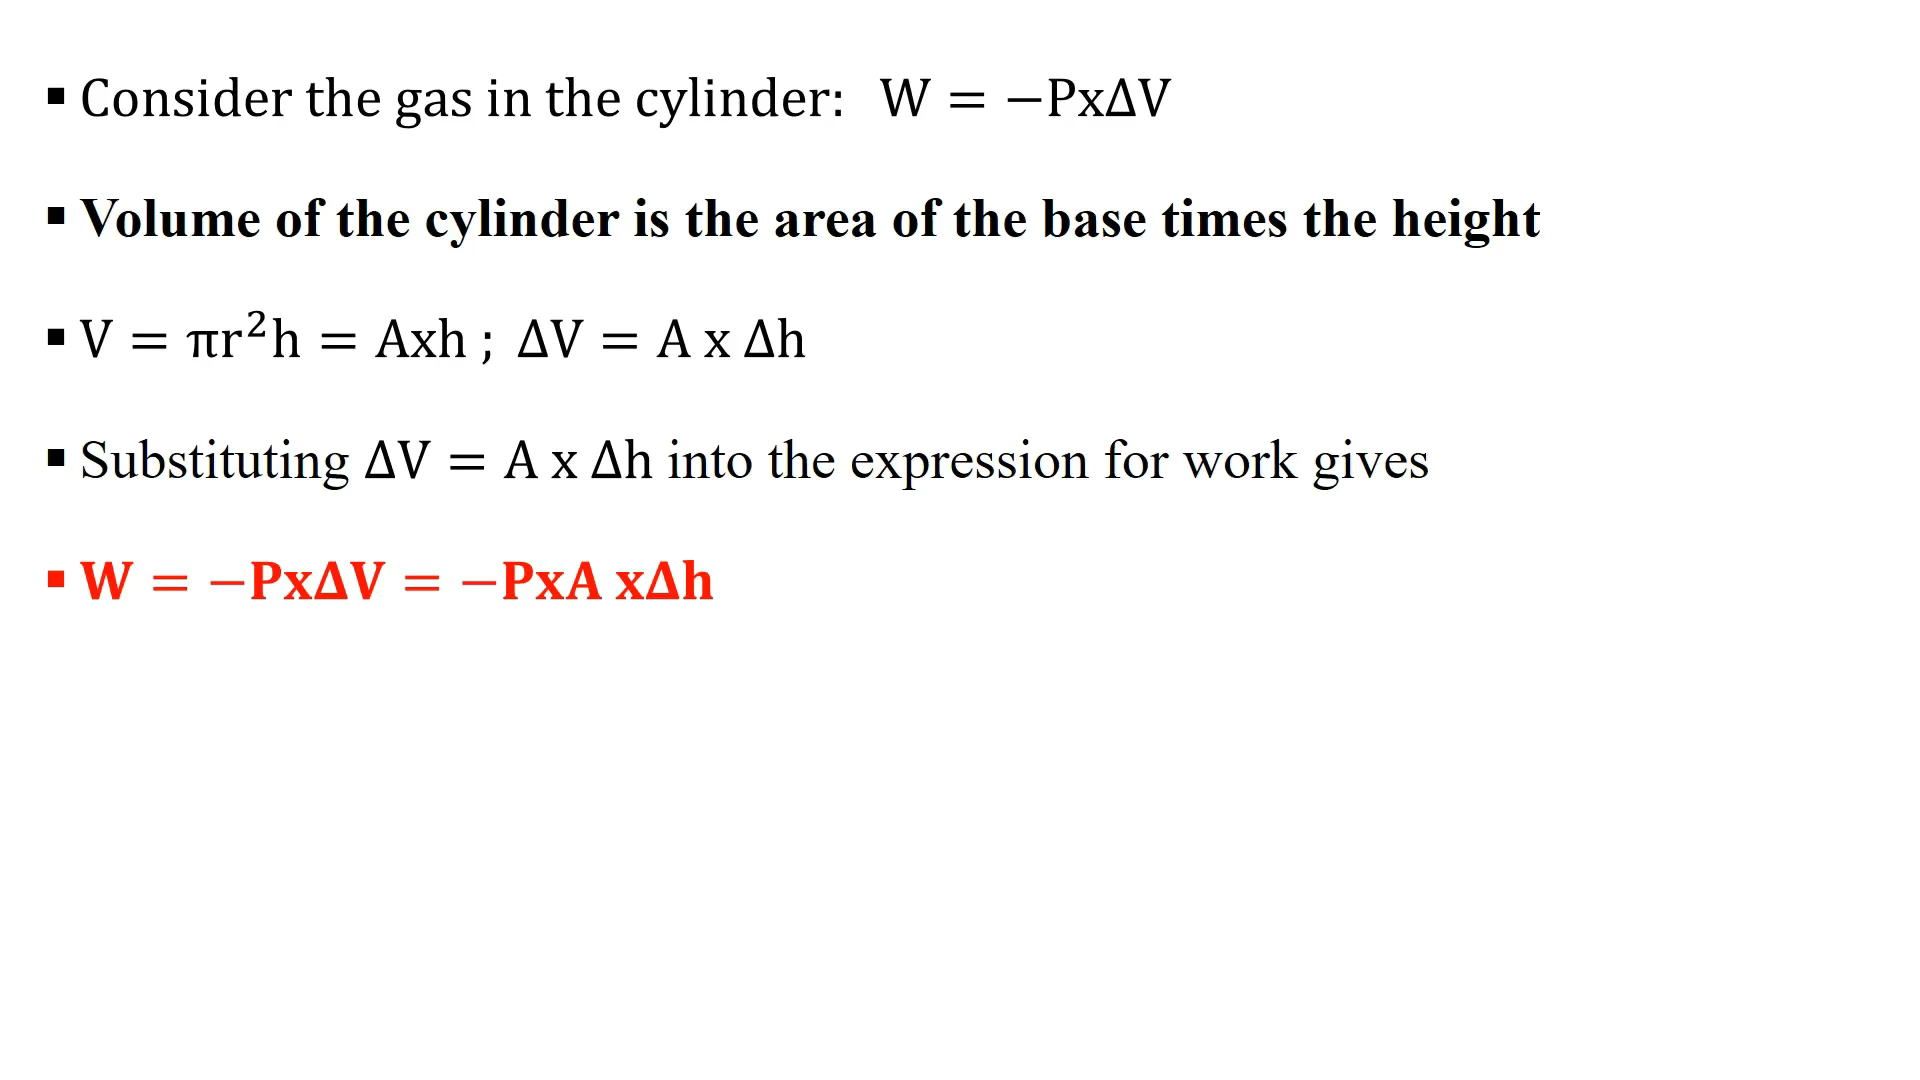 ▪ Consider the gas in the cylinder: W = −PxΔV
▪ Volume of the cylinder is the area of the base times the height
▪ V = πr²h = Axh ; ΔV = A x Δh
▪ Substituting ΔV = A x Δh into the expression for work gives
▪ W = −PxΔV = −PxA xΔh